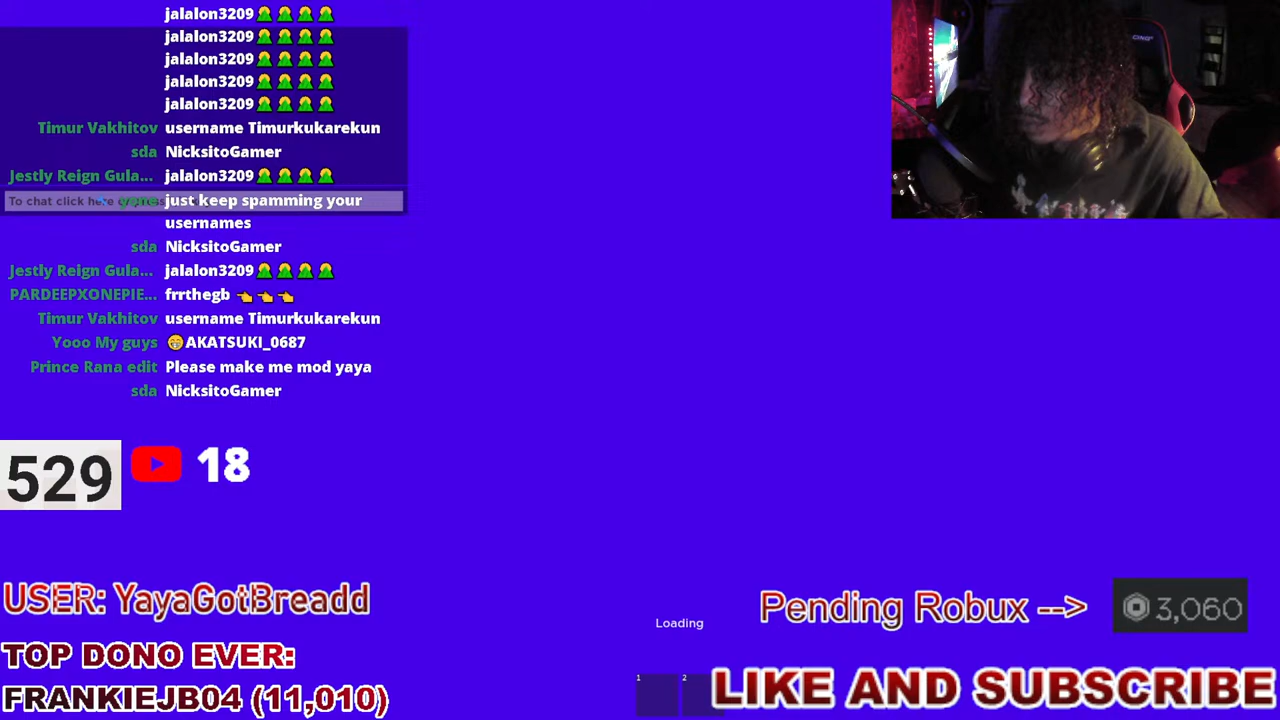 jalalon3209🤮🤮🤮🤮
jalalon3209🤮🤮🤮🤮
jalalon3209🤮🤮🤮🤮
jalalon3209🤮🤮🤮🤮
jalalon3209🤮🤮🤮🤮
Timur Vakhitov username Timurkukarekun
sda NicksitoGamer
Jestly Reign Gula... jalalon3209🤮🤮🤮🤮
To chat click here
just keep spamming your
usernames
sda NicksitoGamer
Jestly Reign Gula... jalalon3209🤮🤮🤮🤮
PARDEEPXONEPIE... frrthegb 👈👈👈
Timur Vakhitov username Timurkukarekun
Yooo My guys 😁AKATSUKI_0687
Prince Rana edit Please make me mod yaya
sda NicksitoGamer
529 18
USER: YayaGotBreadd
Pending Robux --> 3,060
Loading
TOP DONO EVER:
FRANKIEJB04 (11,010)
1 2
LIKE AND SUBSCRIBE